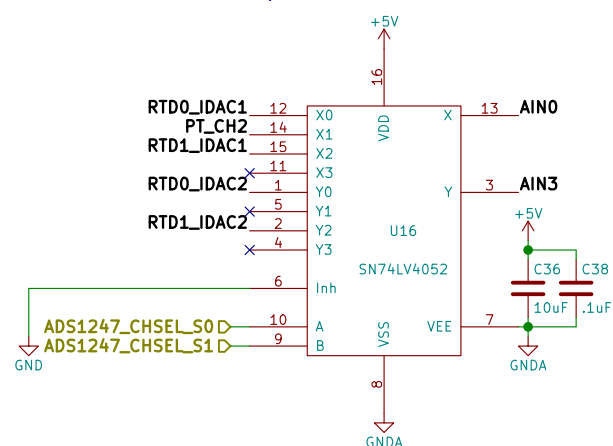 +5V
16
VDD
RTD0_IDAC1 12 X0 X 13 AIN0
PT_CH2 14 X1
RTD1_IDAC1 15 X2
11 X3
RTD0_IDAC2 1 Y0 Y 3 AIN3
5 Y1
RTD1_IDAC2 2 Y2
4 Y3
U16
SN74LV4052
+5V
C36 C38
10uF .1uF
6 Inh
ADS1247_CHSEL_S0 10 A VEE 7
ADS1247_CHSEL_S1 9 B
VSS
8
GND
GNDA
GNDA